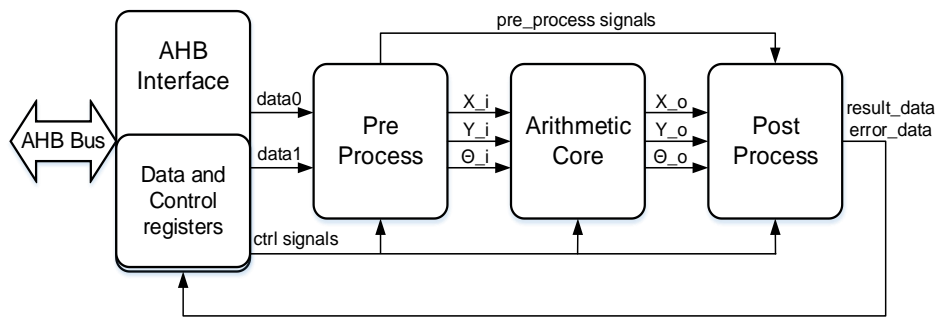 pre_process signals
AHB
Interface
AHB Bus
Data and
Control
registers
data0
data1
ctrl signals
Pre
Process
X_i
Y_i
Θ_i
Arithmetic
Core
X_o
Y_o
Θ_o
Post
Process
result_data
error_data